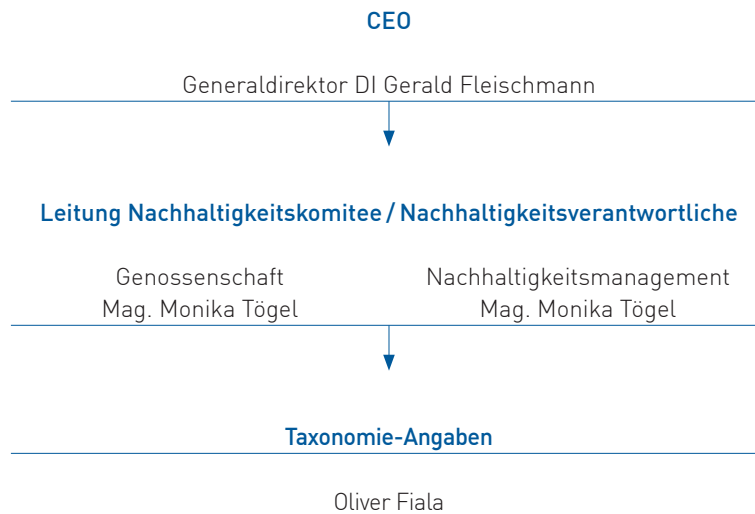 CEO
Generaldirektor DI Gerald Fleischmann
Leitung Nachhaltigkeitskomitee / Nachhaltigkeitsverantwortliche
Genossenschaft
Mag. Monika Tögel
Nachhaltigkeitsmanagement
Mag. Monika Tögel
Taxonomie-Angaben
Oliver Fiala